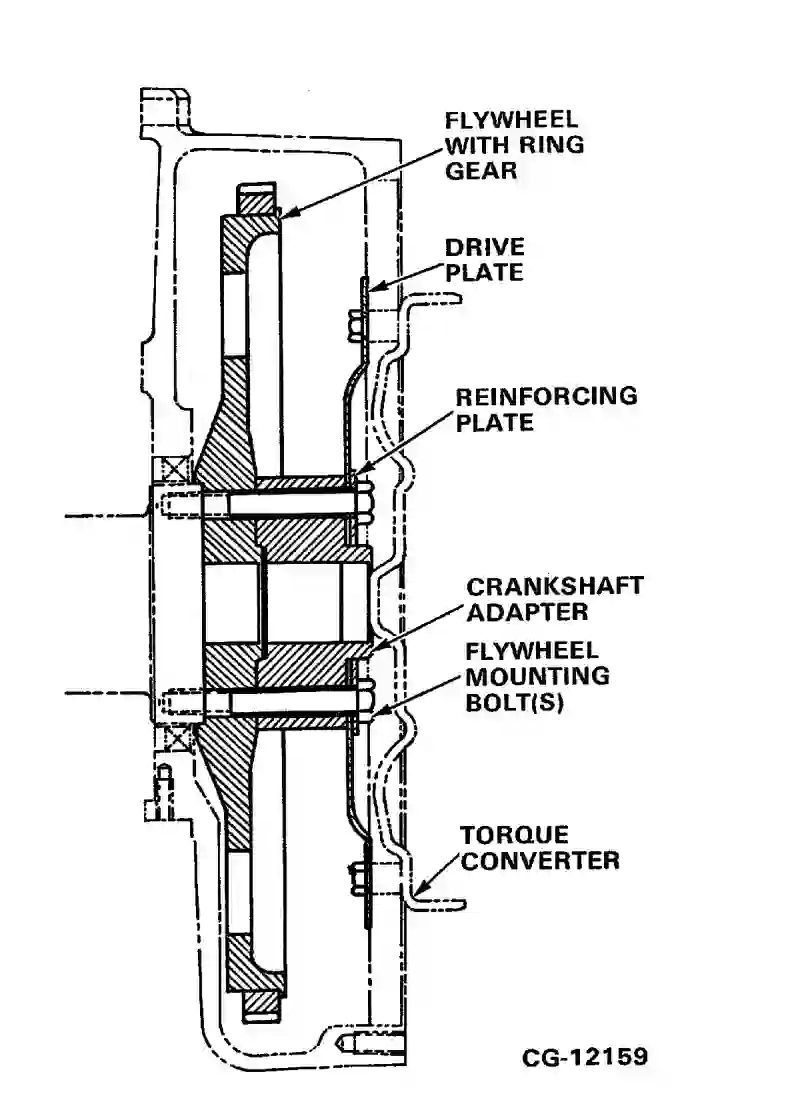 FLYWHEEL
WITH RING
GEAR
DRIVE
PLATE
REINFORCING
PLATE
CRANKSHAFT
ADAPTER
FLYWHEEL
MOUNTING
BOLT(S)
TORQUE
CONVERTER
CG-12159